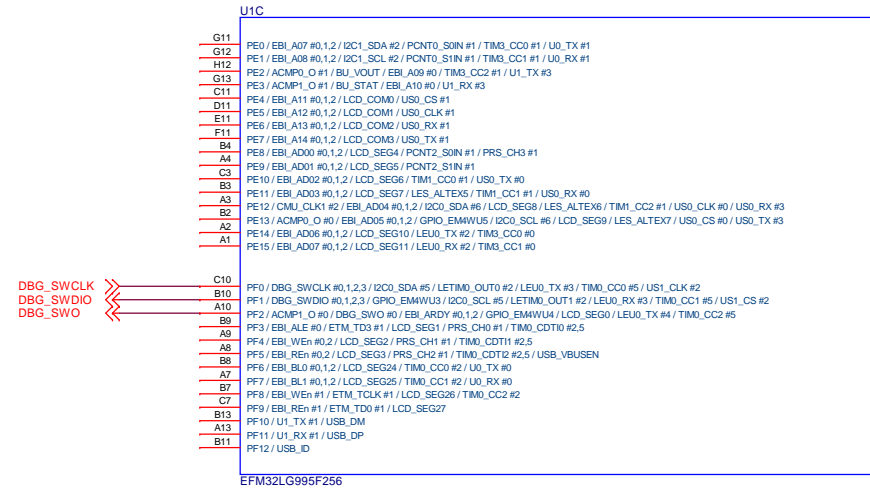 U1C
G11 PE0 / EBI_A07 #0,1,2 / I2C1_SDA #2 / PCNT0_S0IN #1 / TIM3_CC0 #1 / U0_TX #1
G12 PE1 / EBI_A08 #0,1,2 / I2C1_SCL #2 / PCNT0_S1IN #1 / TIM3_CC1 #1 / U0_RX #1
H12 PE2 / ACMP0_O #1 / BU_VOUT / EBI_A09 #0 / TIM3_CC2 #1 / U1_TX #3
G13 PE3 / ACMP1_O #1 / BU_STAT / EBI_A10 #0 / U1_RX #3
C11 PE4 / EBI_A11 #0,1,2 / LCD_COM0 / US0_CS #1
D11 PE5 / EBI_A12 #0,1,2 / LCD_COM1 / US0_CLK #1
E11 PE6 / EBI_A13 #0,1,2 / LCD_COM2 / US0_RX #1
F11 PE7 / EBI_A14 #0,1,2 / LCD_COM3 / US0_TX #1
B4 PE8 / EBI_AD00 #0,1,2 / LCD_SEG4 / PCNT2_S0IN #1 / PRS_CH3 #1
A4 PE9 / EBI_AD01 #0,1,2 / LCD_SEG5 / PCNT2_S1IN #1
C3 PE10 / EBI_AD02 #0,1,2 / LCD_SEG6 / TIM1_CC0 #1 / US0_TX #0
B3 PE11 / EBI_AD03 #0,1,2 / LCD_SEG7 / LES_ALTEX5 / TIM1_CC1 #1 / US0_RX #0
A3 PE12 / CMU_CLK1 #2 / EBI_AD04 #0,1,2 / I2C0_SDA #6 / LCD_SEG8 / LES_ALTEX6 / TIM1_CC2 #1 / US0_CLK #0 / US0_RX #3
B2 PE13 / ACMP0_O #0 / EBI_AD05 #0,1,2 / GPIO_EM4WU5 / I2C0_SCL #6 / LCD_SEG9 / LES_ALTEX7 / US0_CS #0 / US0_TX #3
A2 PE14 / EBI_AD06 #0,1,2 / LCD_SEG10 / LEU0_TX #2 / TIM3_CC0 #0
A1 PE15 / EBI_AD07 #0,1,2 / LCD_SEG11 / LEU0_RX #2 / TIM3_CC1 #0
DBG_SWCLK C10 PF0 / DBG_SWCLK #0,1,2,3 / I2C0_SDA #5 / LETIM0_OUT0 #2 / LEU0_TX #3 / TIM0_CC0 #5 / US1_CLK #2
DBG_SWDIO B10 PF1 / DBG_SWDIO #0,1,2,3 / GPIO_EM4WU3 / I2C0_SCL #5 / LETIM0_OUT1 #2 / LEU0_RX #3 / TIM0_CC1 #5 / US1_CS #2
DBG_SWO A10 PF2 / ACMP1_O #0 / DBG_SWO #0 / EBI_ARDY #0,1,2 / GPIO_EM4WU4 / LCD_SEG0 / LEU0_TX #4 / TIM0_CC2 #5
B9 PF3 / EBI_ALE #0 / ETM_TD3 #1 / LCD_SEG1 / PRS_CH0 #1 / TIM0_CDTI0 #2,5
A9 PF4 / EBI_WEn #0,2 / LCD_SEG2 / PRS_CH1 #1 / TIM0_CDTI1 #2,5
A8 PF5 / EBI_REn #0,2 / LCD_SEG3 / PRS_CH2 #1 / TIM0_CDTI2 #2,5 / USB_VBUSEN
B8 PF6 / EBI_BL0 #0,1,2 / LCD_SEG24 / TIM0_CC0 #2 / U0_TX #0
A7 PF7 / EBI_BL1 #0,1,2 / LCD_SEG25 / TIM0_CC1 #2 / U0_RX #0
B7 PF8 / EBI_WEn #1 / ETM_TCLK #1 / LCD_SEG26 / TIM0_CC2 #2
C7 PF9 / EBI_REn #1 / ETM_TD0 #1 / LCD_SEG27
B13 PF10 / U1_TX #1 / USB_DM
A13 PF11 / U1_RX #1 / USB_DP
B11 PF12 / USB_ID
EFM32LG995F256